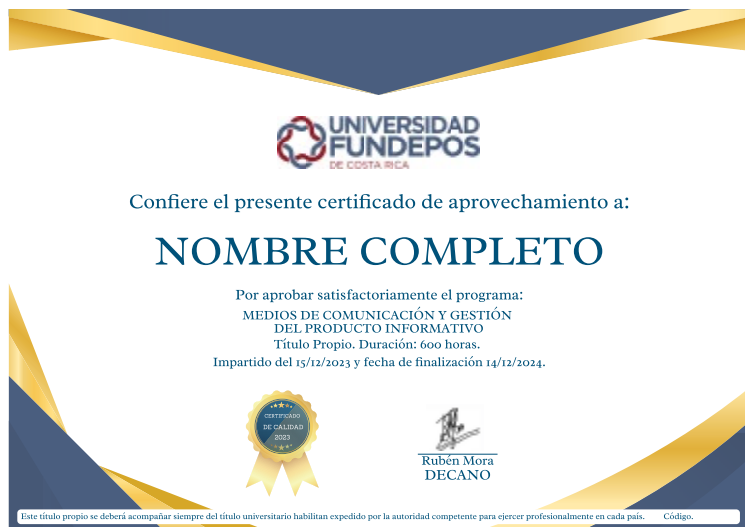 UNIVERSIDAD
FUNDEPOS
DE COSTA RICA
Confiere el presente certificado de aprovechamiento a:
NOMBRE COMPLETO
Por aprobar satisfactoriamente el programa:
MEDIOS DE COMUNICACIÓN Y GESTIÓN
DEL PRODUCTO INFORMATIVO
Título Propio. Duración: 600 horas.
Impartido del 15/12/2023 y fecha de finalización 14/12/2024.
CERTIFICADO
DE CALIDAD
2023
Rubén Mora
DECANO
Este título propio se deberá acompañar siempre del título universitario habilitan expedido por la autoridad competente para ejercer profesionalmente en cada país. Código.